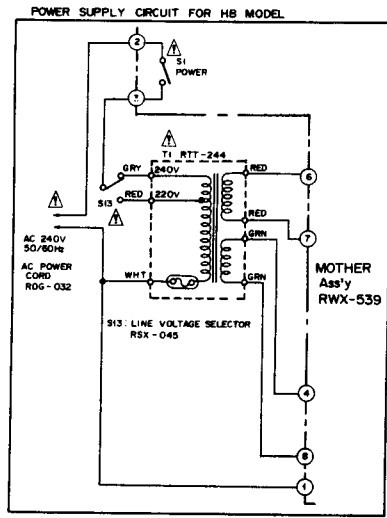 POWER SUPPLY CIRCUIT FOR HB MODEL
2
S1
POWER
T1 RTT-244
GRY
240V
RED
6
RED
220V
S13
RED
7
AC 240V
50/60Hz
GRN
AC POWER
CORD
RDG-032
WHT
GRN
MOTHER
Ass'y
RWX-539
S13: LINE VOLTAGE SELECTOR
RSX-045
4
8
1